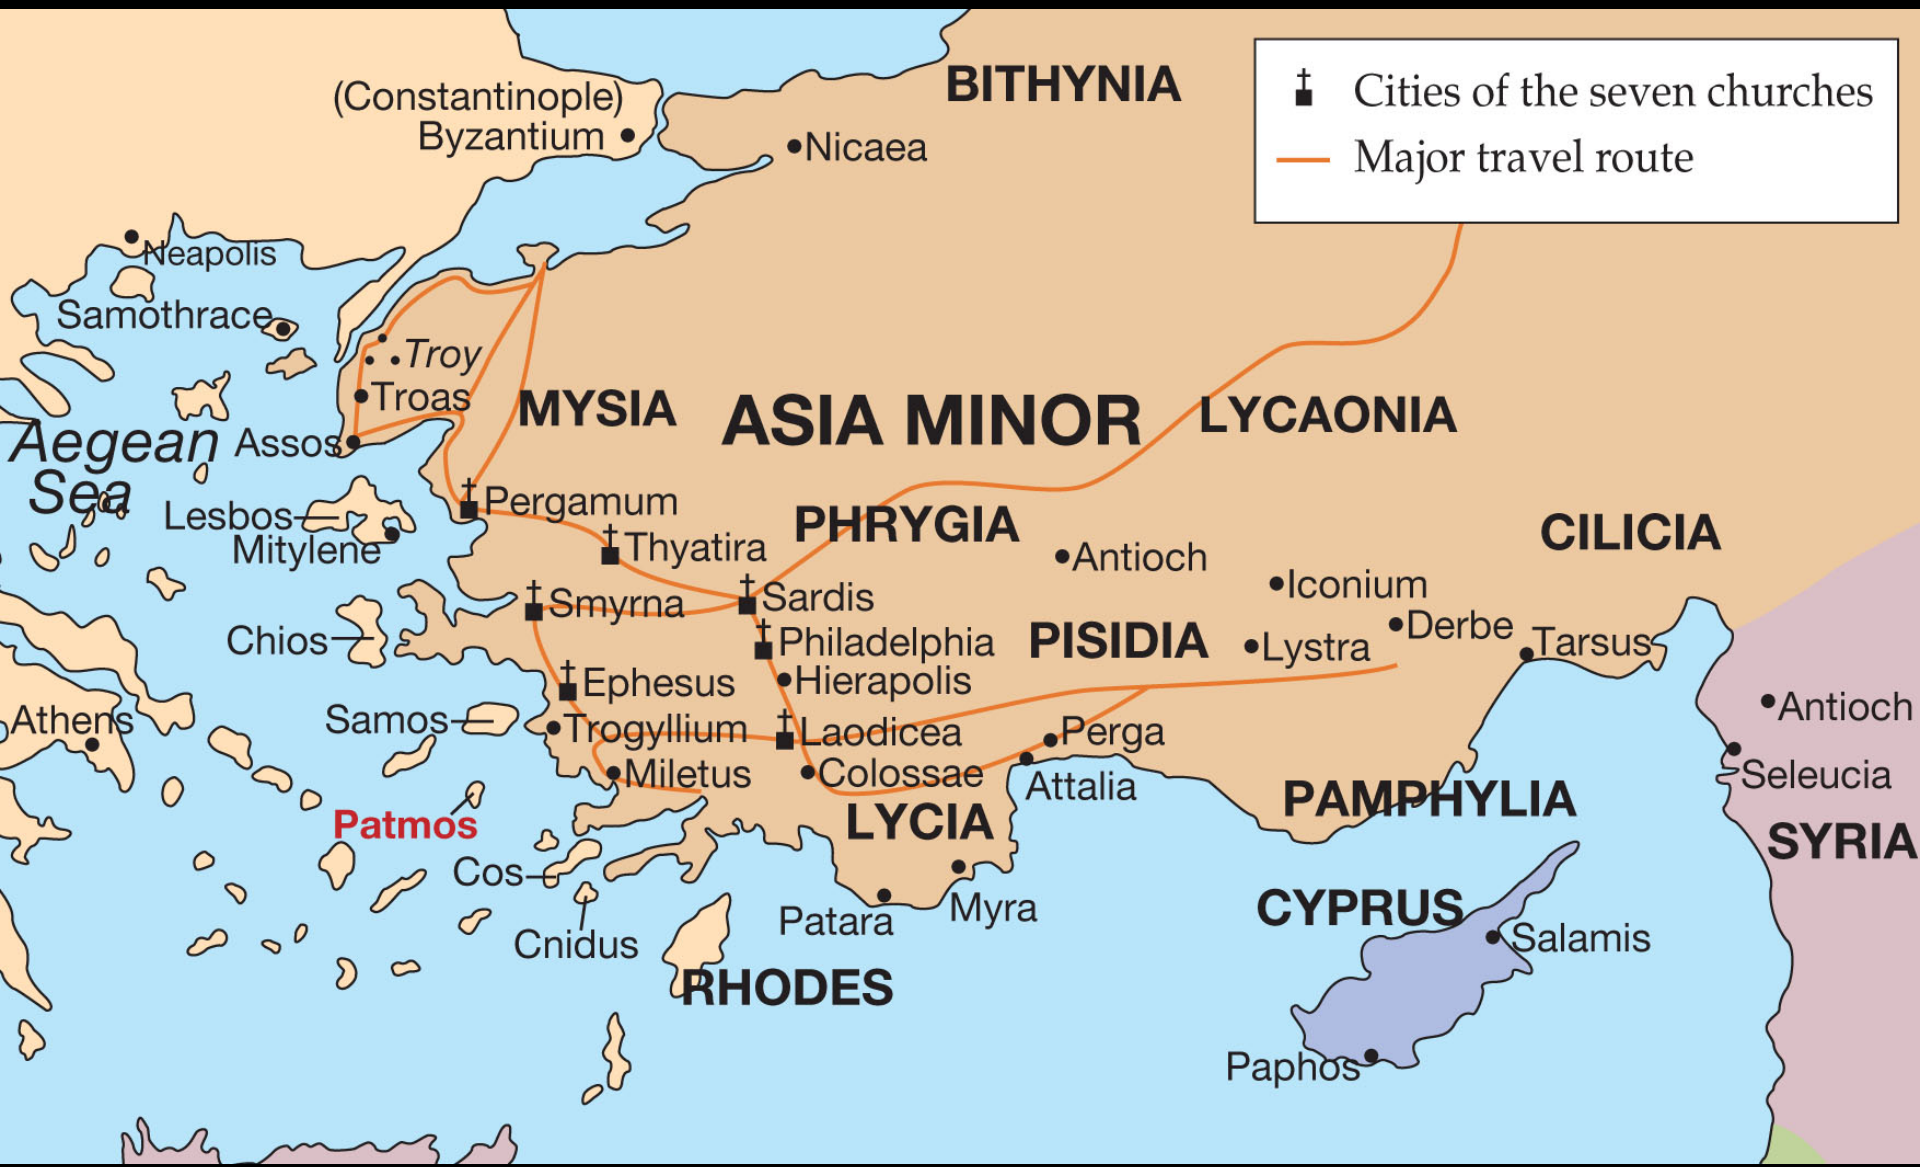 BITHYNIA
Cities of the seven churches
Major travel route
(Constantinople)
Byzantium
Nicaea
Neapolis
Samothrace
Troy
Troas
MYSIA
ASIA MINOR
LYCAONIA
Aegean
Sea
Assos
Lesbos
Mitylene
Pergamum
PHRYGIA
CILICIA
Thyatira
Antioch
Iconium
Smyrna
Sardis
Chios
Philadelphia
PISIDIA
Lystra
Derbe
Tarsus
Ephesus
Hierapolis
Athens
Samos
Trogyllium
Laodicea
Perga
Antioch
Miletus
Colossae
Attalia
Seleucia
Patmos
LYCIA
PAMPHYLIA
SYRIA
Cos
Patara
Myra
CYPRUS
Cnidus
Salamis
RHODES
Paphos